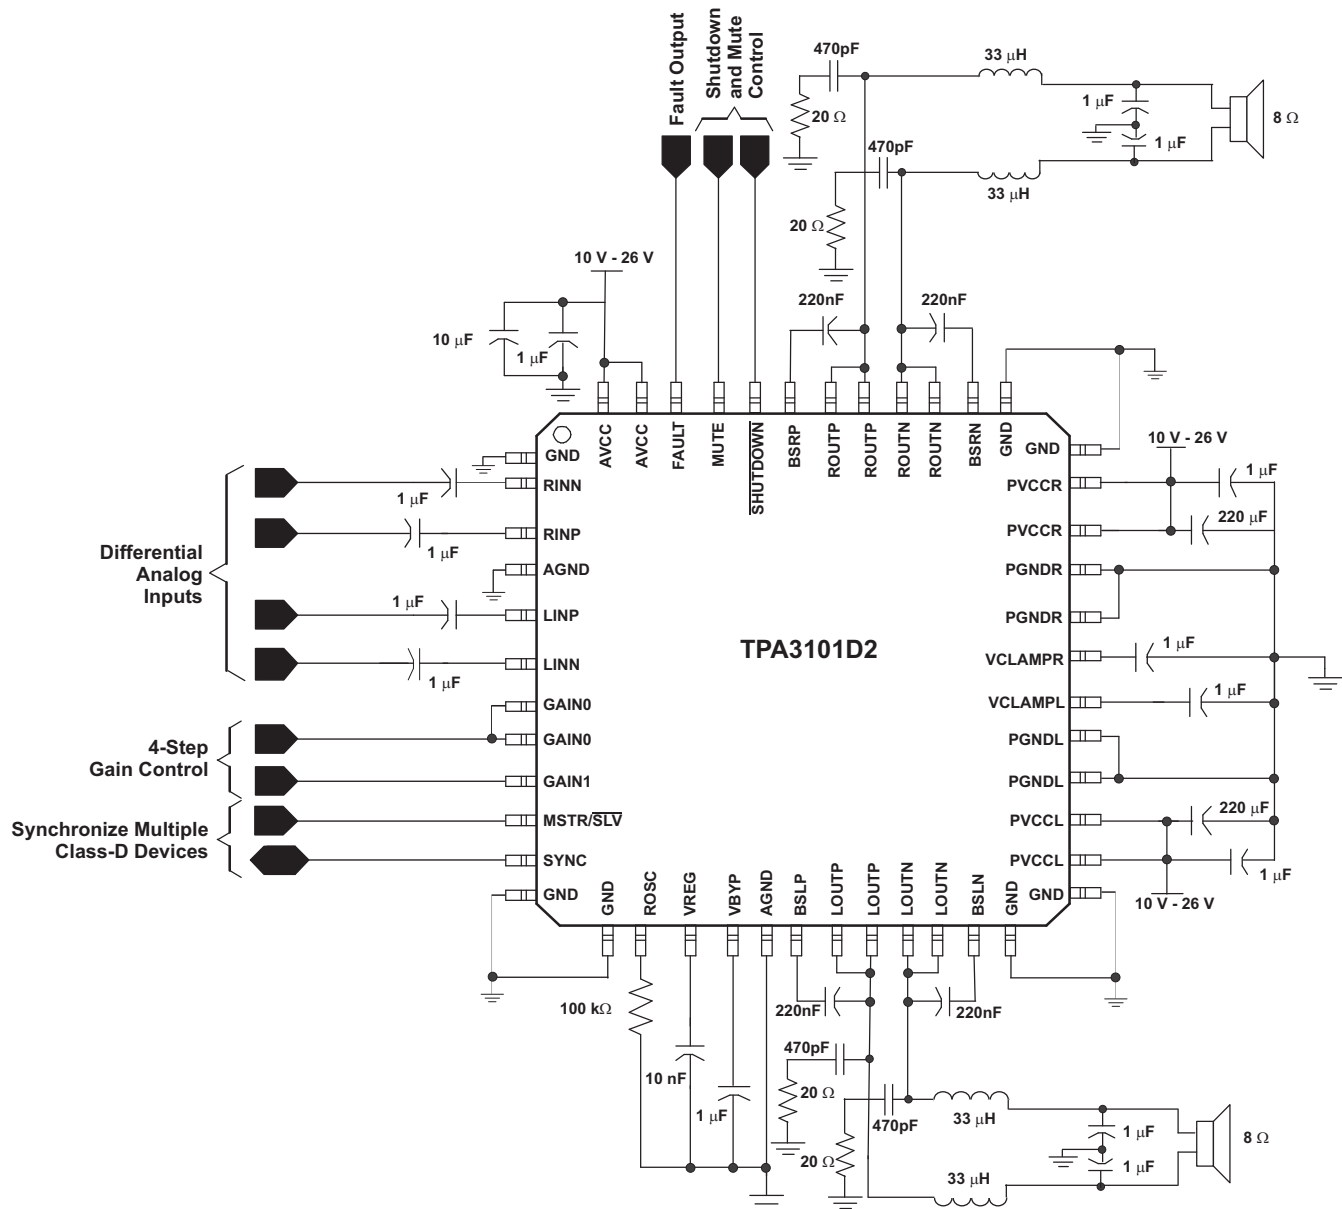 Fault Output
Shutdown
and Mute
Control
470pF
33 µH
1 µF
20 Ω
8 Ω
1 µF
470pF
33 µH
20 Ω
10 V - 26 V
220nF
220nF
10 µF
1 µF
AVCC
AVCC
FAULT
MUTE
SHUTDOWN
BSRP
ROUTP
ROUTP
ROUTN
ROUTN
BSRN
GND
GND
RINN
1 µF
RINP
1 µF
AGND
1 µF
LINP
LINN
1 µF
GAIN0
GAIN0
GAIN1
MSTR/SLV
SYNC
GND
Differential
Analog
Inputs
4-Step
Gain Control
Synchronize Multiple
Class-D Devices
TPA3101D2
GND
10 V - 26 V
PVCCR
1 µF
PVCCR
220 µF
PGNDR
PGNDR
VCLAMPR
1 µF
VCLAMPL
1 µF
PGNDL
PGNDL
PVCCL
220 µF
PVCCL
1 µF
GND
10 V - 26 V
GND
ROSC
VREG
VBYP
AGND
BSLP
LOUTP
LOUTP
LOUTN
LOUTN
BSLN
GND
100 kΩ
220nF
220nF
10 nF
1 µF
470pF
20 Ω
470pF
33 µH
20 Ω
1 µF
8 Ω
1 µF
33 µH